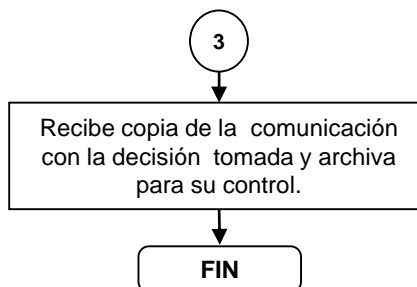 3
Recibe copia de la comunicación
con la decisión tomada y archiva
para su control.
FIN